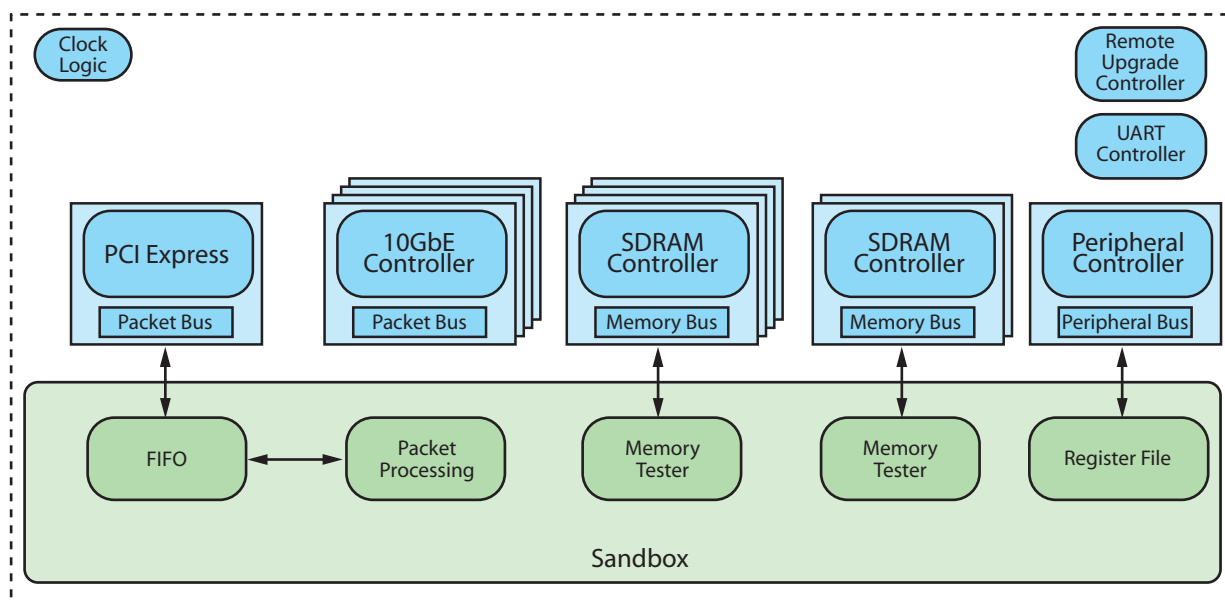 Clock
Logic
Remote
Upgrade
Controller
UART
Controller
PCI Express
Packet Bus
10GbE
Controller
Packet Bus
SDRAM
Controller
Memory Bus
SDRAM
Controller
Memory Bus
Peripheral
Controller
Peripheral Bus
FIFO
Packet
Processing
Memory
Tester
Memory
Tester
Register File
Sandbox